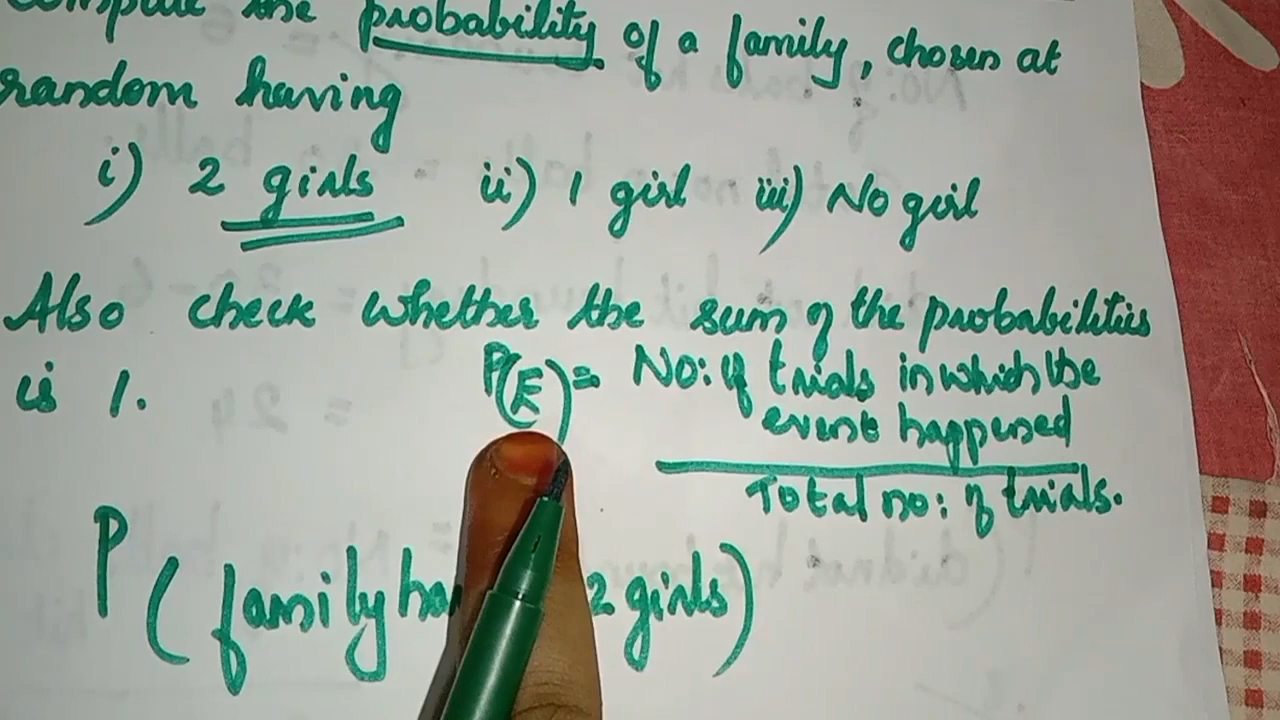 Compute the probability of a family, chosen at
random having
i) 2 girls ii) 1 girl iii) No girl
Also check whether the sum of the probabilities
is 1.
P(E) = No: of trials in which the
event happened
Total no: of trials.
P (family ha 2 girls)